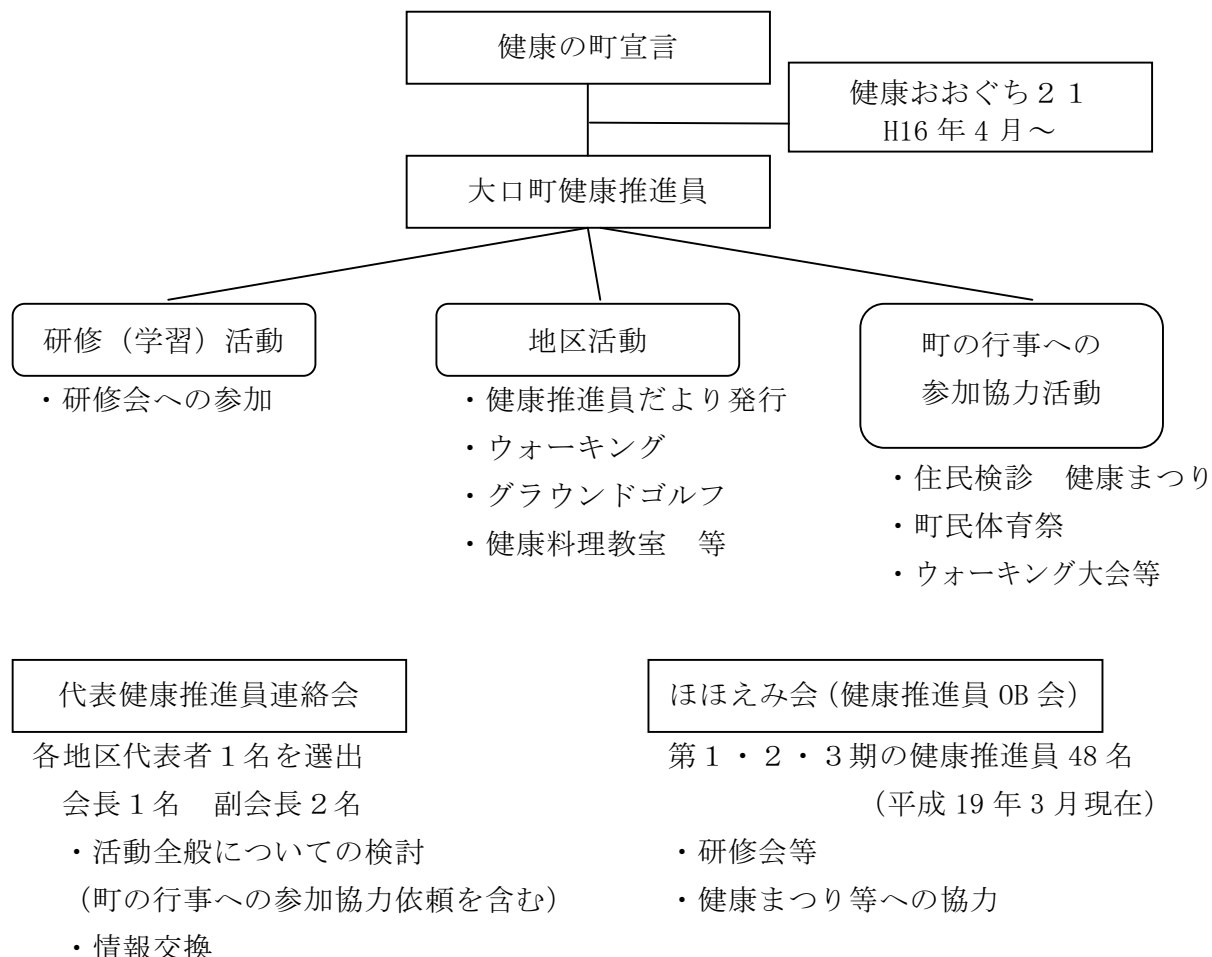 健康の町宣言
健康おおぐち２１
H16年4月～
大口町健康推進員
研修（学習）活動
・研修会への参加
地区活動
・健康推進員だより発行
・ウォーキング
・グラウンドゴルフ
・健康料理教室　等
町の行事への
参加協力活動
・住民検診　健康まつり
・町民体育祭
・ウォーキング大会等
代表健康推進員連絡会
各地区代表者１名を選出
会長１名　副会長２名
・活動全般についての検討
（町の行事への参加協力依頼を含む）
・情報交換
ほほえみ会（健康推進員OB会）
第１・２・３期の健康推進員48名
（平成19年3月現在）
・研修会等
・健康まつり等への協力